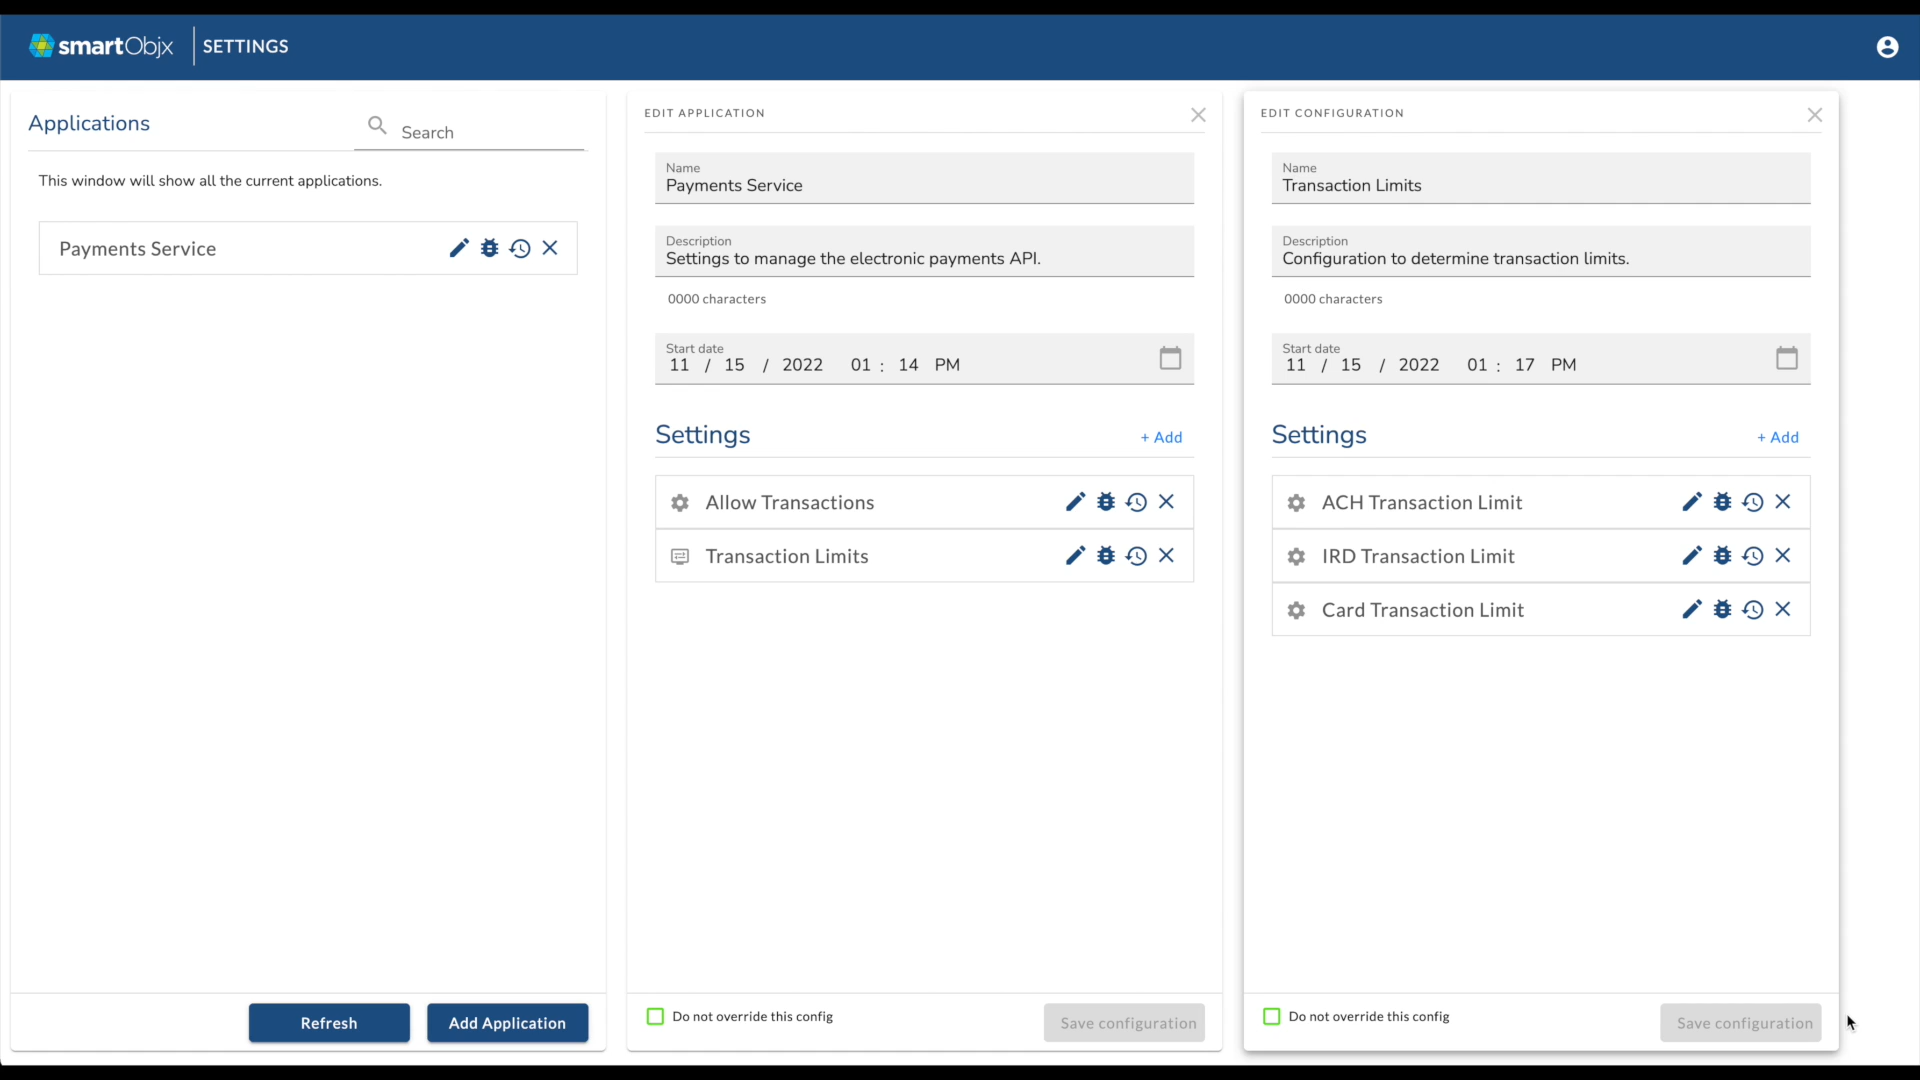 smartObjx SETTINGS
Applications
Search
This window will show all the current applications.
Payments Service
Refresh
Add Application
EDIT APPLICATION
Name
Payments Service
Description
Settings to manage the electronic payments API.
0000 characters
Start date
11 / 15 / 2022 01 : 14 PM
Settings
+ Add
Allow Transactions
Transaction Limits
Do not override this config
Save configuration
EDIT CONFIGURATION
Name
Transaction Limits
Description
Configuration to determine transaction limits.
0000 characters
Start date
11 / 15 / 2022 01 : 17 PM
Settings
+ Add
ACH Transaction Limit
IRD Transaction Limit
Card Transaction Limit
Do not override this config
Save configuration